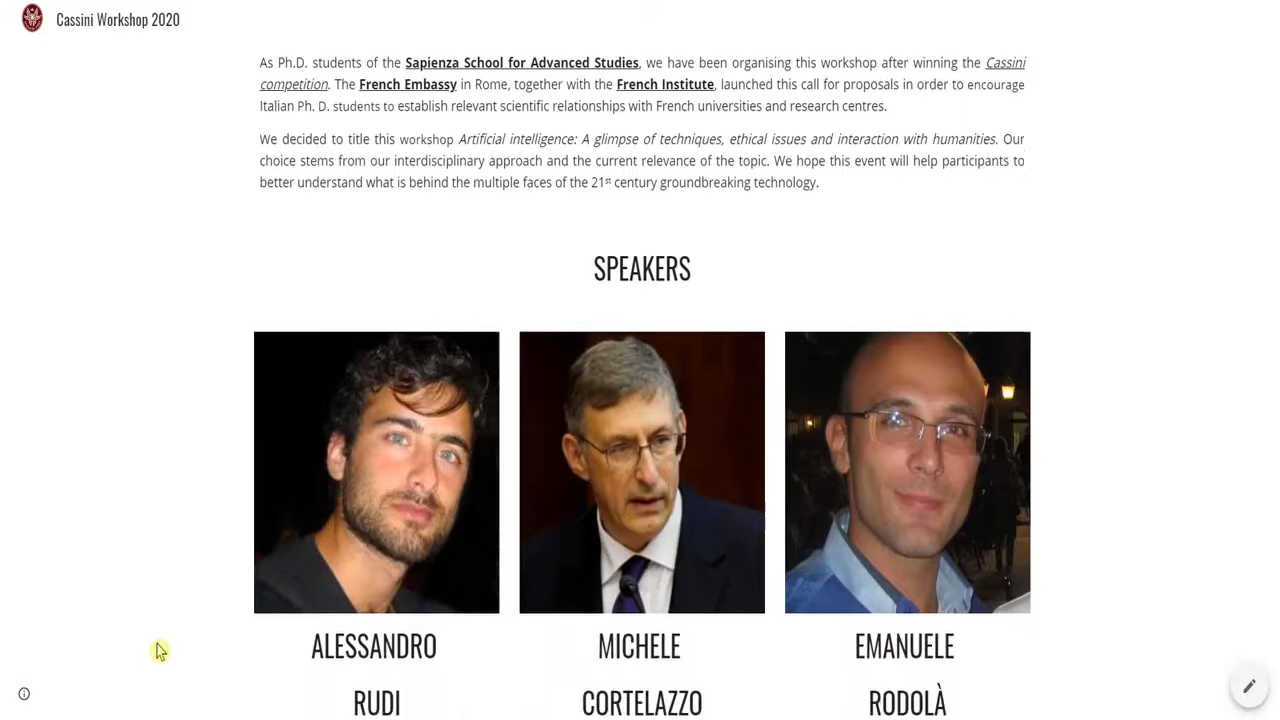 Cassini Workshop 2020
As Ph.D. students of the Sapienza School for Advanced Studies, we have been organising this workshop after winning the Cassini
competition. The French Embassy in Rome, together with the French Institute, launched this call for proposals in order to encourage
Italian Ph. D. students to establish relevant scientific relationships with French universities and research centres.
We decided to title this workshop Artificial intelligence: A glimpse of techniques, ethical issues and interaction with humanities. Our
choice stems from our interdisciplinary approach and the current relevance of the topic. We hope this event will help participants to
better understand what is behind the multiple faces of the 21st century groundbreaking technology.
SPEAKERS
ALESSANDRO
RUDI
MICHELE
CORTELAZZO
EMANUELE
RODOLÀ